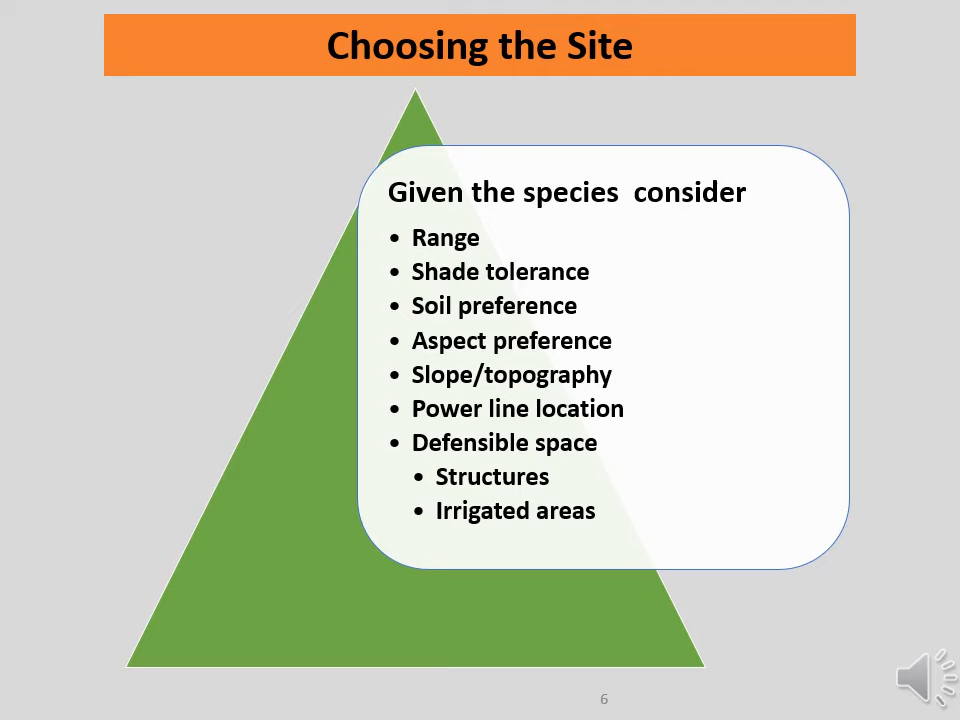 Choosing the Site
Given the species  consider
• Range
• Shade tolerance
• Soil preference
• Aspect preference
• Slope/topography
• Power line location
• Defensible space
• Structures
• Irrigated areas
6